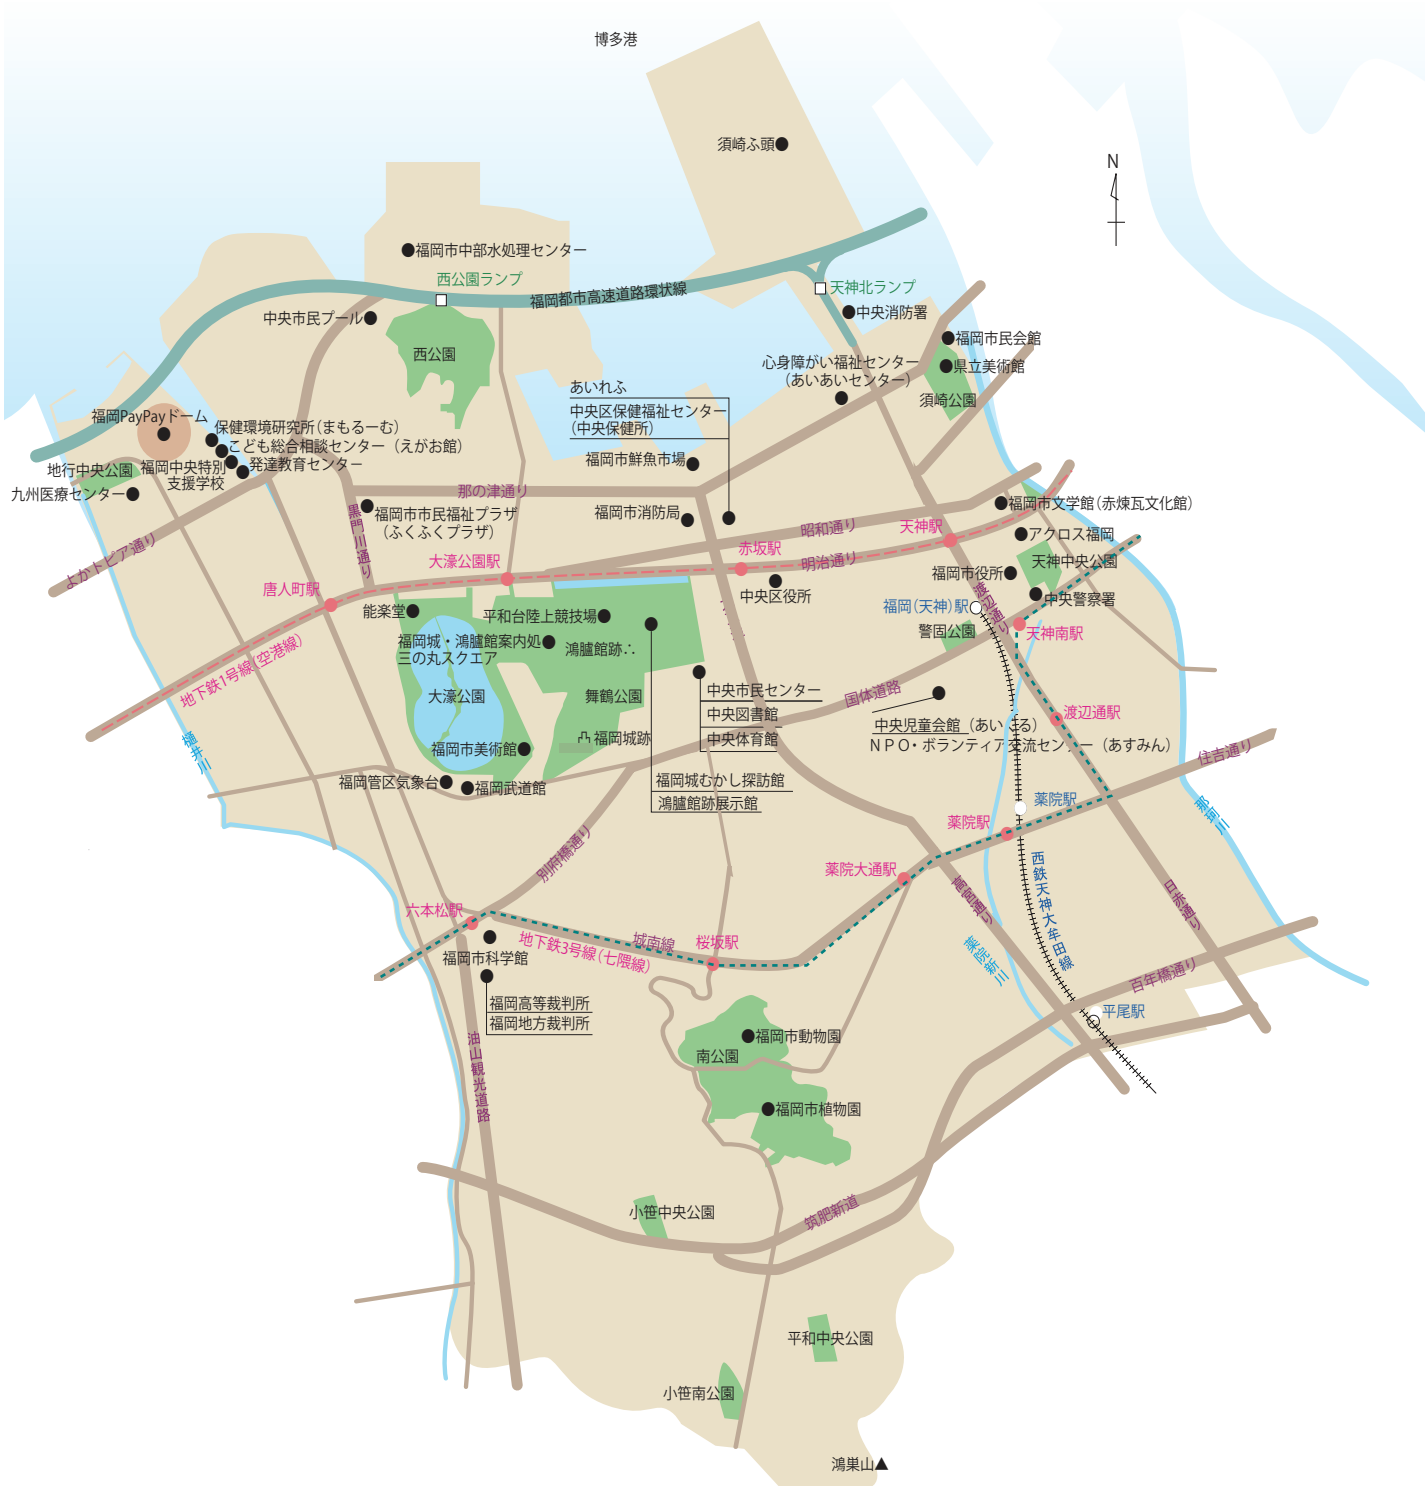 博多港
須崎ふ頭
N
福岡市中部水処理センター
西公園ランプ
天神北ランプ
福岡都市高速道路環状線
中央消防署
中央市民プール
福岡市民会館
西公園
心身障がい福祉センター
（あいあいセンター）
県立美術館
須崎公園
あいれふ
中央区保健福祉センター
（中央保健所）
福岡PayPayドーム
保健環境研究所（まもるーむ）
こども総合相談センター（えがお館）
福岡市鮮魚市場
地行中央公園
福岡中央特別
支援学校
発達教育センター
九州医療センター
那の津通り
福岡市文学館（赤煉瓦文化館）
福岡市市民福祉プラザ
（ふくふくプラザ）
福岡市消防局
黒門川通り
昭和通り
天神駅
アクロス福岡
よかトピア通り
大濠公園駅
赤坂駅
明治通り
天神中央公園
唐人町駅
福岡市役所
中央区役所
渡辺通り
中央警察署
能楽堂
平和台陸上競技場
福岡（天神）駅
警固公園
天神南駅
福岡城・鴻臚館案内処
三の丸スクエア
鴻臚館跡∴
地下鉄1号線（空港線）
大濠公園
舞鶴公園
中央市民センター
中央図書館
中央体育館
国体道路
渡辺通駅
中央児童会館（あいくる）
NPO・ボランティア交流センター（あすみん）
樋井川
福岡市美術館
福岡城跡
住吉通り
福岡管区気象台
福岡武道館
福岡城むかし探訪館
鴻臚館跡展示館
薬院駅
那珂川
薬院駅
別府橋通り
薬院大通駅
西鉄天神大牟田線
高宮通り
日赤通り
六本松駅
城南線
桜坂駅
地下鉄3号線（七隈線）
福岡市科学館
薬院新川
百年橋通り
福岡高等裁判所
福岡地方裁判所
平尾駅
油山観光道路
福岡市動物園
南公園
福岡市植物園
小笹中央公園
筑肥新道
平和中央公園
小笹南公園
鴻巣山▲